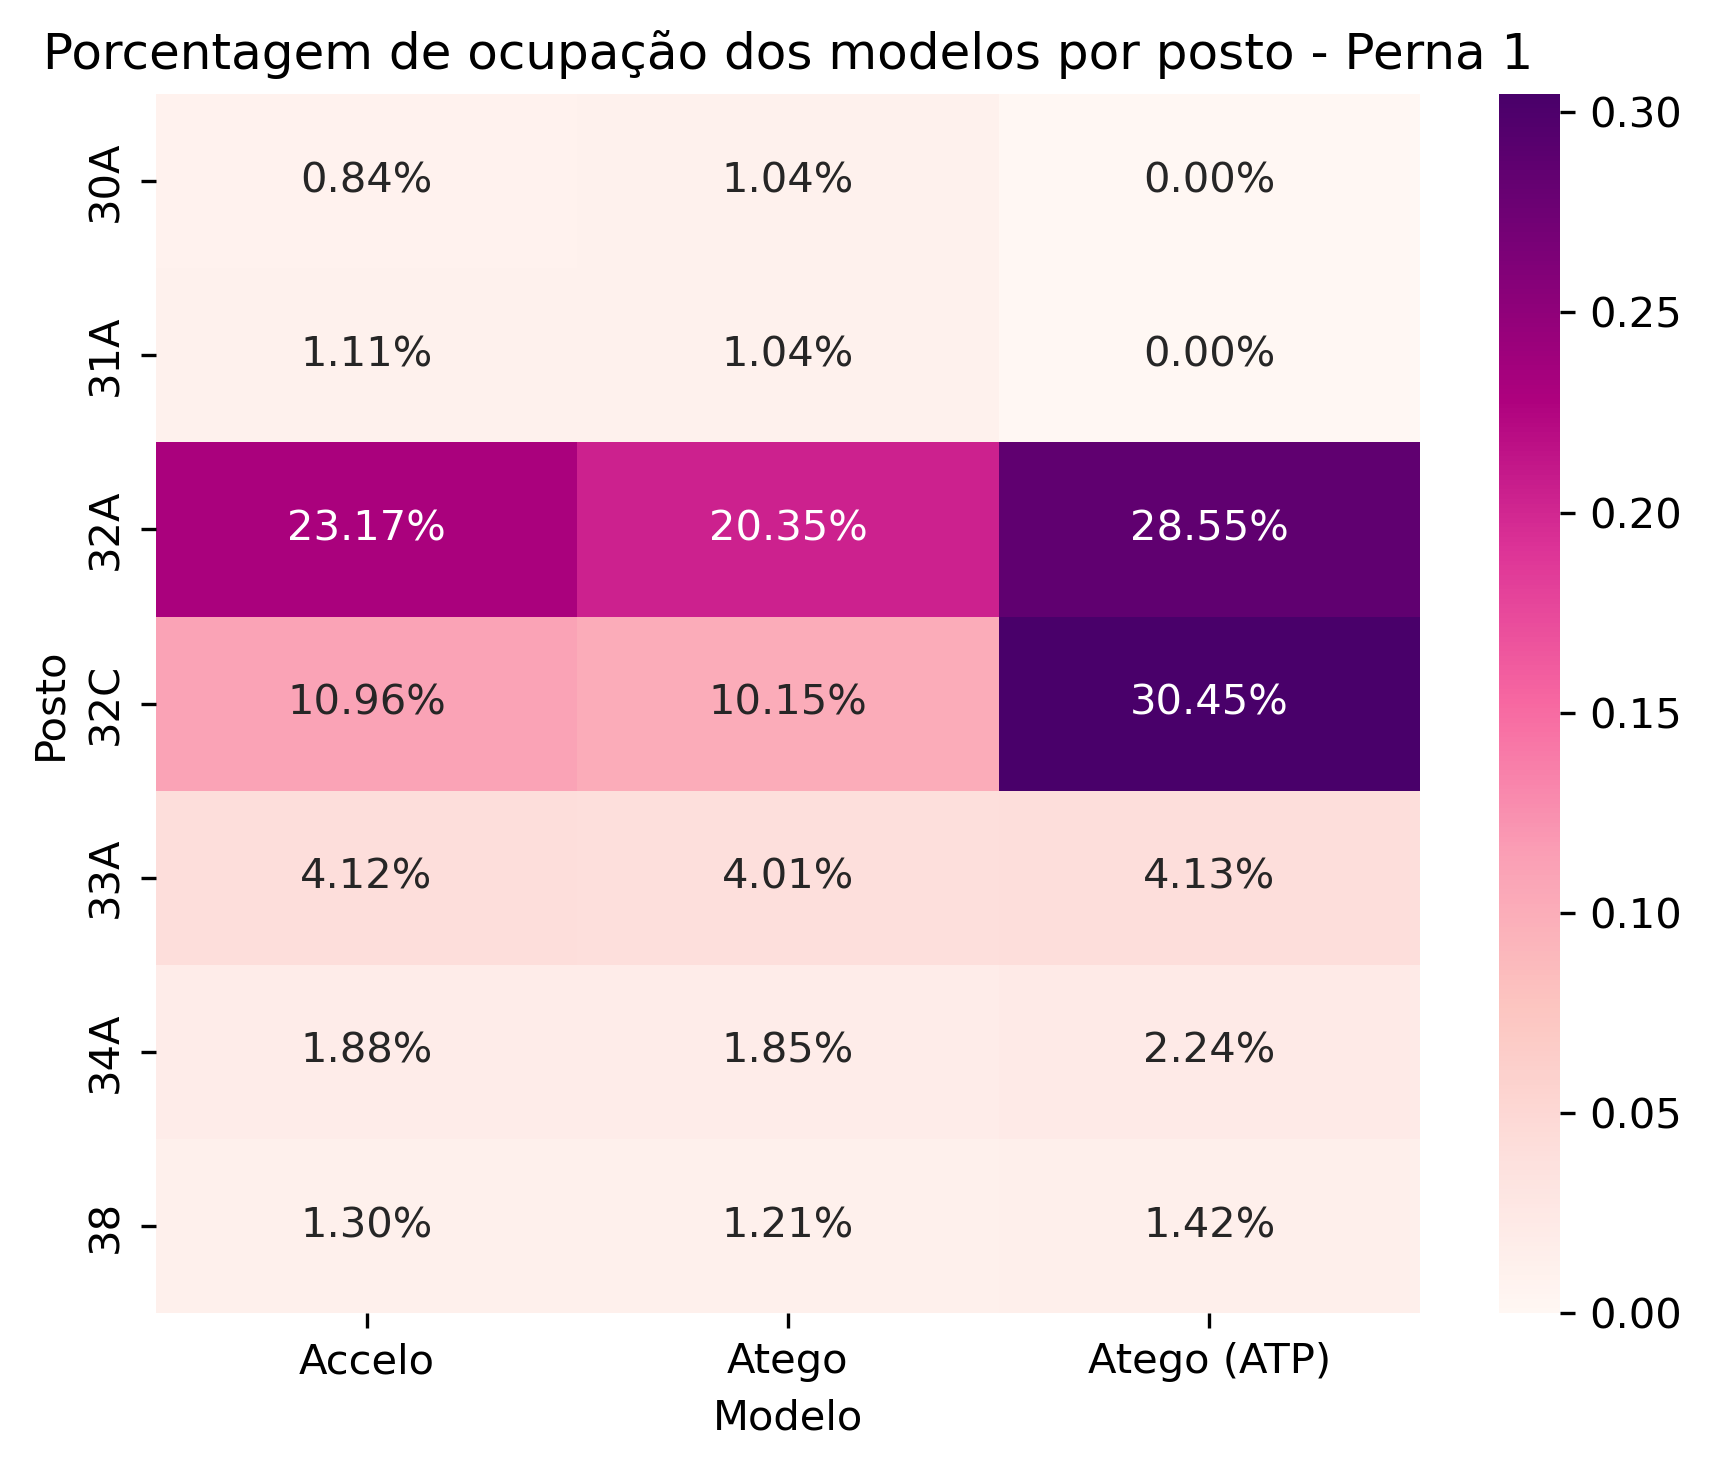 Porcentagem de ocupação dos modelos por posto - Perna 1
Posto
30A 0.84% 1.04% 0.00%
31A 1.11% 1.04% 0.00%
32A 23.17% 20.35% 28.55%
32C 10.96% 10.15% 30.45%
33A 4.12% 4.01% 4.13%
34A 1.88% 1.85% 2.24%
38 1.30% 1.21% 1.42%
Accelo Atego Atego (ATP)
Modelo
0.30
0.25
0.20
0.15
0.10
0.05
0.00